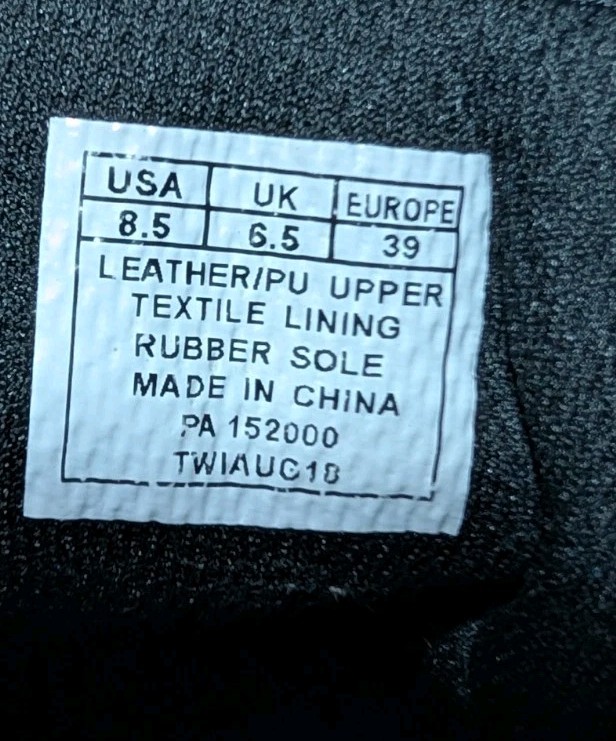 USA UK EUROPE
8.5 6.5 39
LEATHER/PU UPPER
TEXTILE LINING
RUBBER SOLE
MADE IN CHINA
PA 152000
TWIAUG18